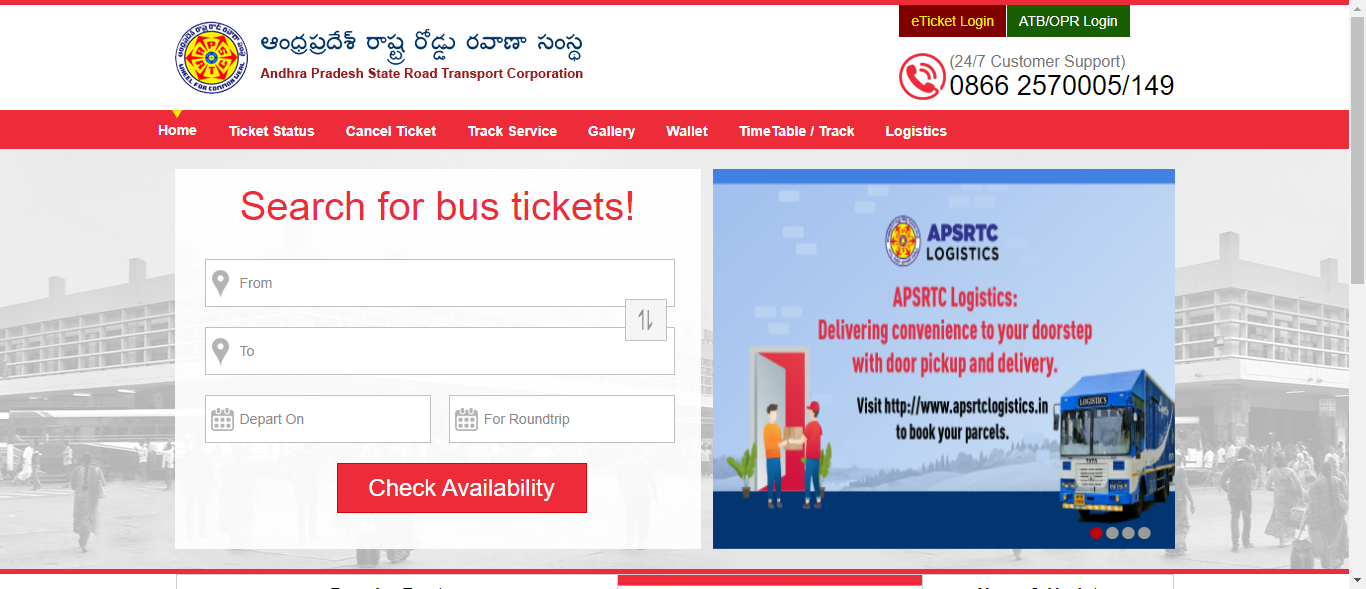 eTicket Login
ATB/OPR Login
ఆంధ్రప్రదేశ్ రాష్ట్ర రోడ్డు రవాణా సంస్థ
Andhra Pradesh State Road Transport Corporation
(24/7 Customer Support)
0866 2570005/149
Home
Ticket Status
Cancel Ticket
Track Service
Gallery
Wallet
TimeTable / Track
Logistics
Search for bus tickets!
From
To
Depart On
For Roundtrip
Check Availability
APSRTC
LOGISTICS
APSRTC Logistics:
Delivering convenience to your doorstep
with door pickup and delivery.
Visit http://www.apsrtclogistics.in
to book your parcels.
LOGISTICS